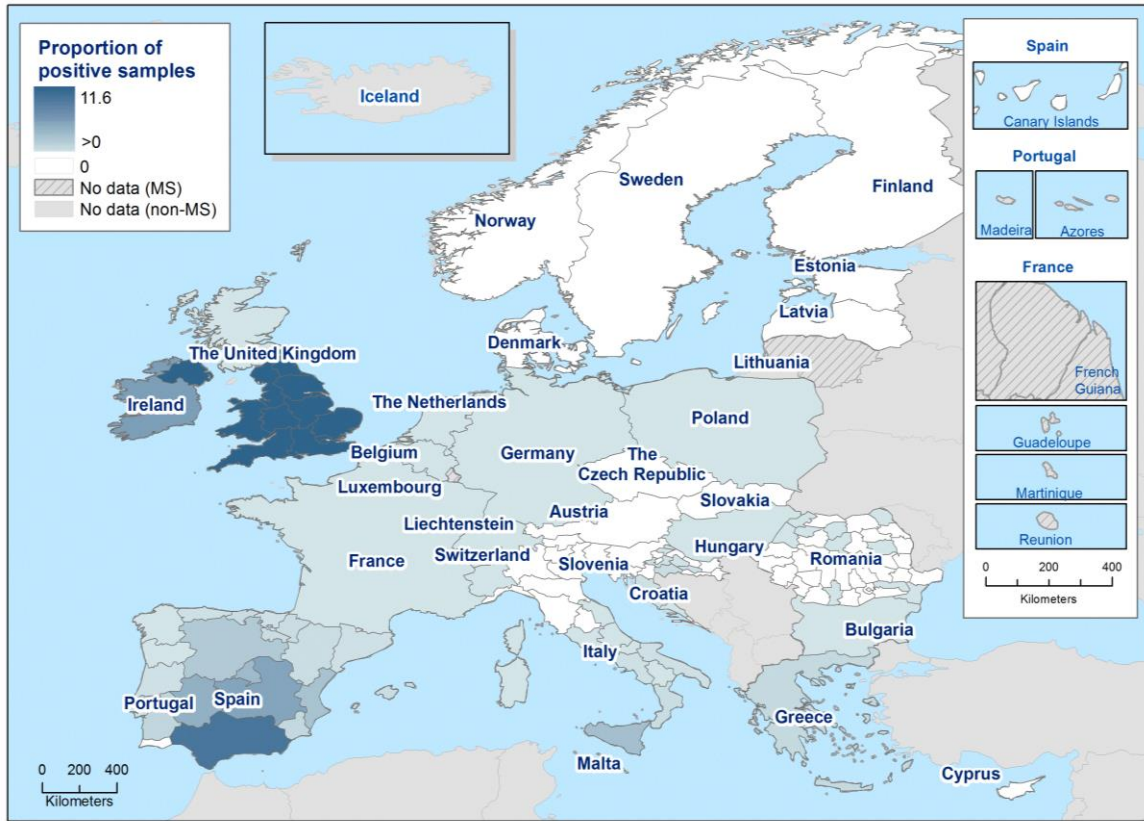 Proportion of
positive samples
11.6
>0
0
No data (MS)
No data (non-MS)
Iceland
Spain
Canary Islands
Portugal
Madeira
Azores
France
French
Guiana
Guadeloupe
Martinique
Reunion
0 200 400
Kilometers
Norway
Sweden
Finland
Estonia
Latvia
Lithuania
Denmark
The United Kingdom
Ireland
The Netherlands
Belgium
Luxembourg
Germany
Poland
The
Czech Republic
Slovakia
Austria
Liechtenstein
Switzerland
France
Slovenia
Hungary
Romania
Croatia
Bulgaria
Italy
Portugal
Spain
Greece
Malta
Cyprus
0 200 400
Kilometers